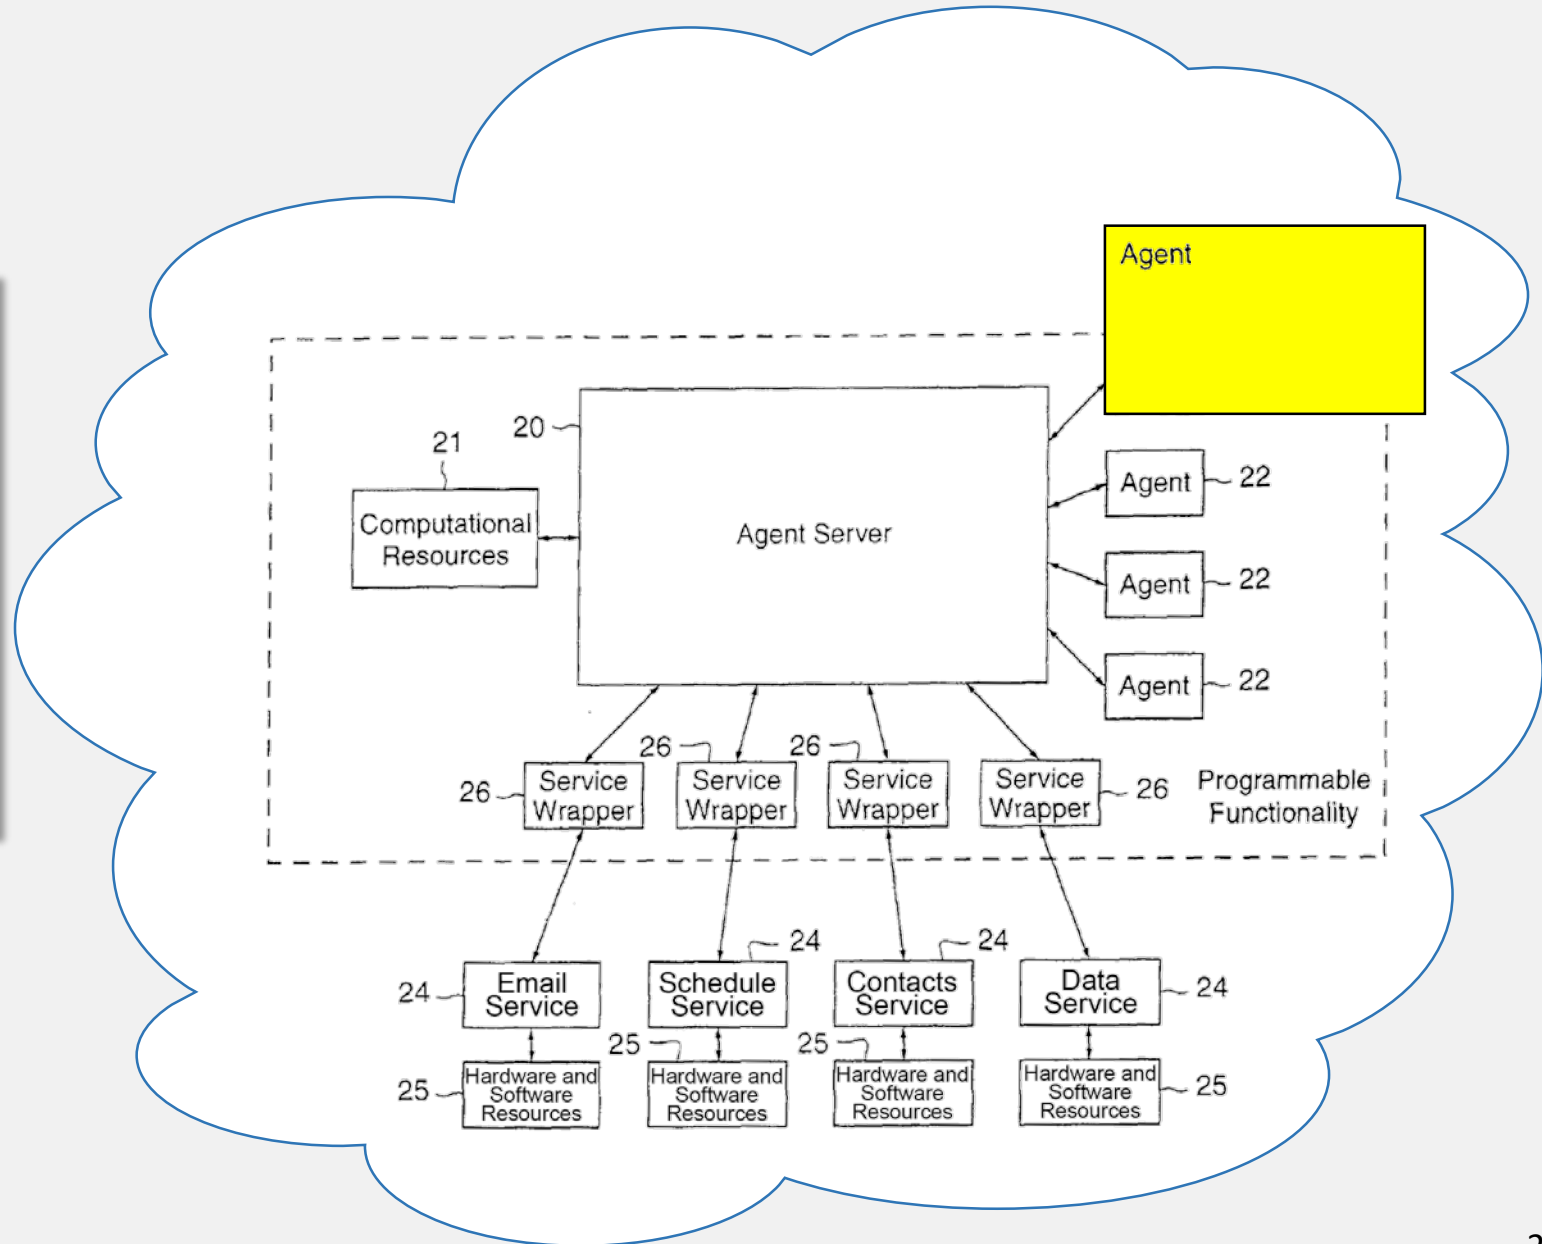 Agent
20
21
Computational
Resources
Agent Server
Agent
22
Agent
22
Agent
22
26
Service
Wrapper
26
Service
Wrapper
26
Service
Wrapper
Service
Wrapper
26
Programmable
Functionality
24
Email
Service
24
Schedule
Service
24
Contacts
Service
Data
Service
24
25
Hardware and
Software
Resources
25
Hardware and
Software
Resources
25
Hardware and
Software
Resources
Hardware and
Software
Resources
25